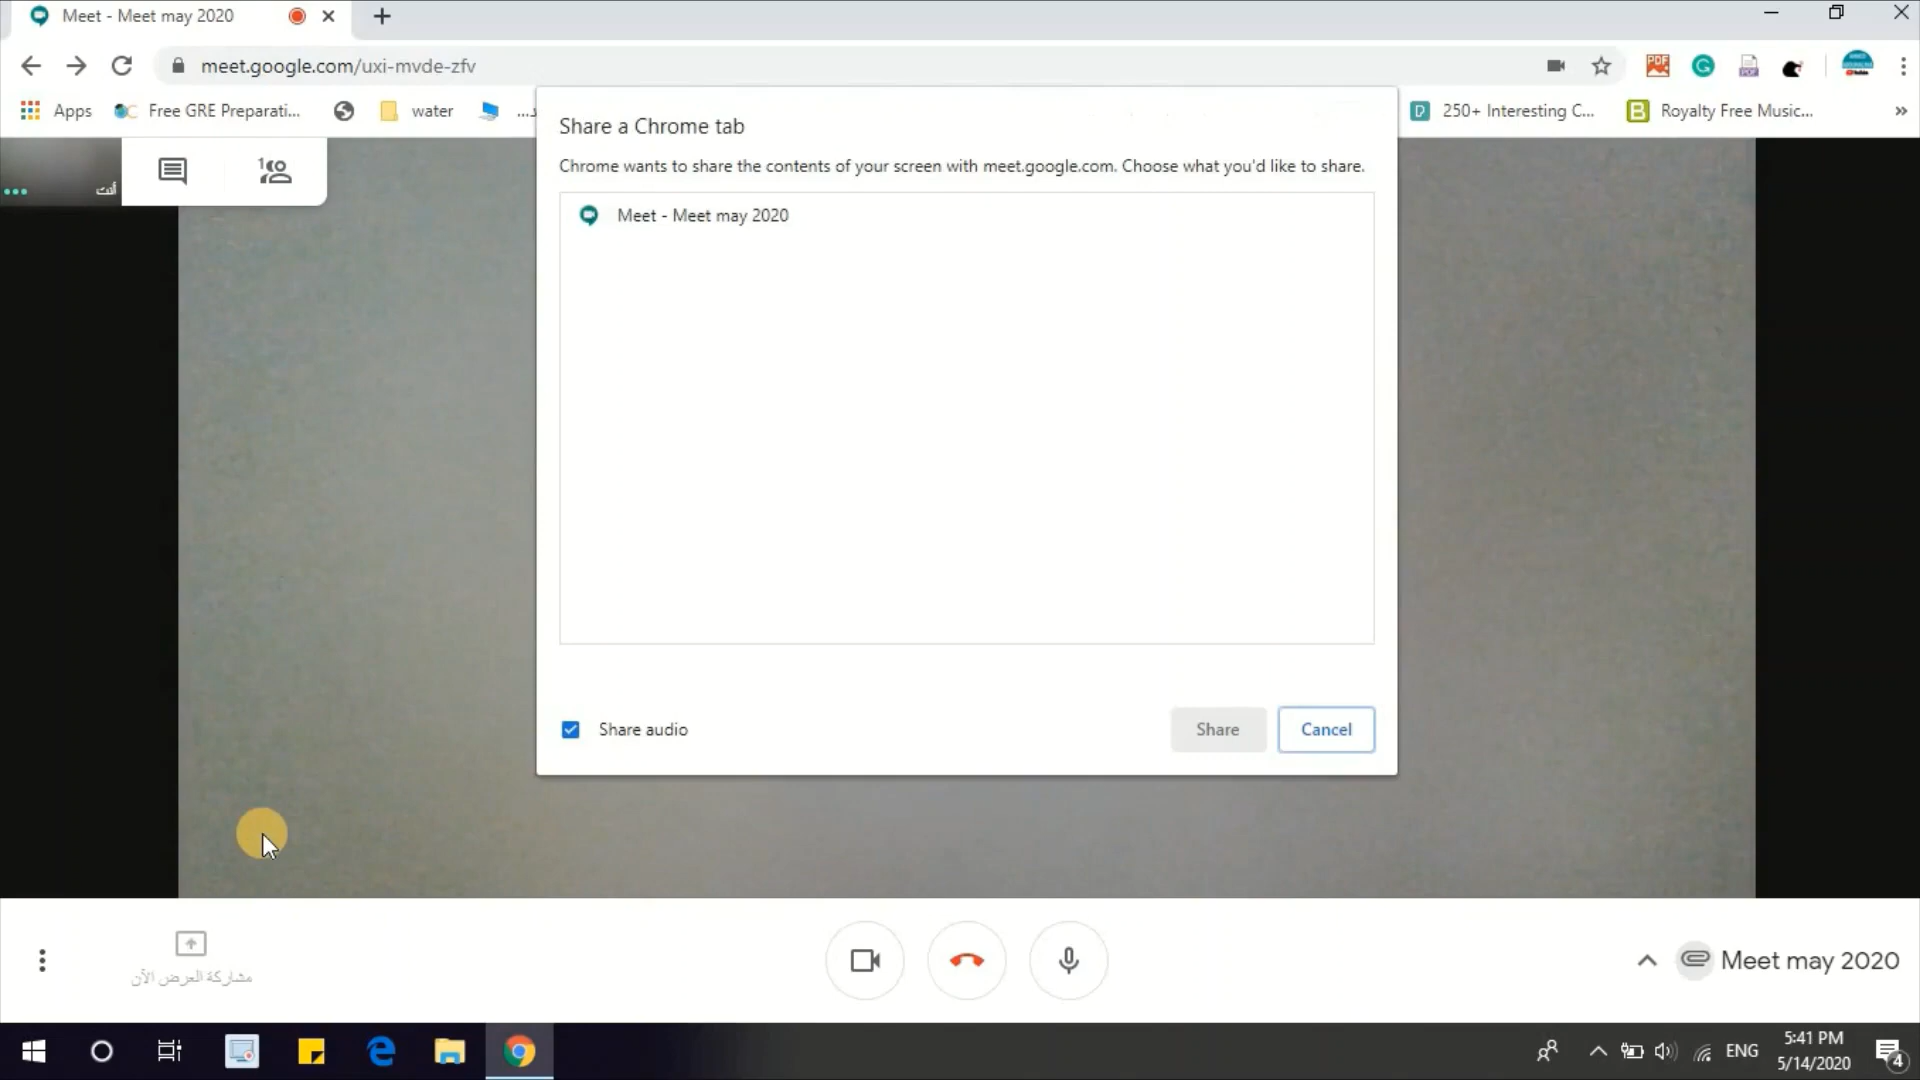 Meet - Meet may 2020
meet.google.com/uxi-mvde-zfv
Apps
Free GRE Preparati...
water
...د
250+ Interesting C...
Royalty Free Music...
»
أنت
1
Share a Chrome tab
Chrome wants to share the contents of your screen with meet.google.com. Choose what you'd like to share.
Meet - Meet may 2020
Share audio
Share
Cancel
مشاركة العرض الآن
Meet may 2020
ENG
5:41 PM
5/14/2020
4